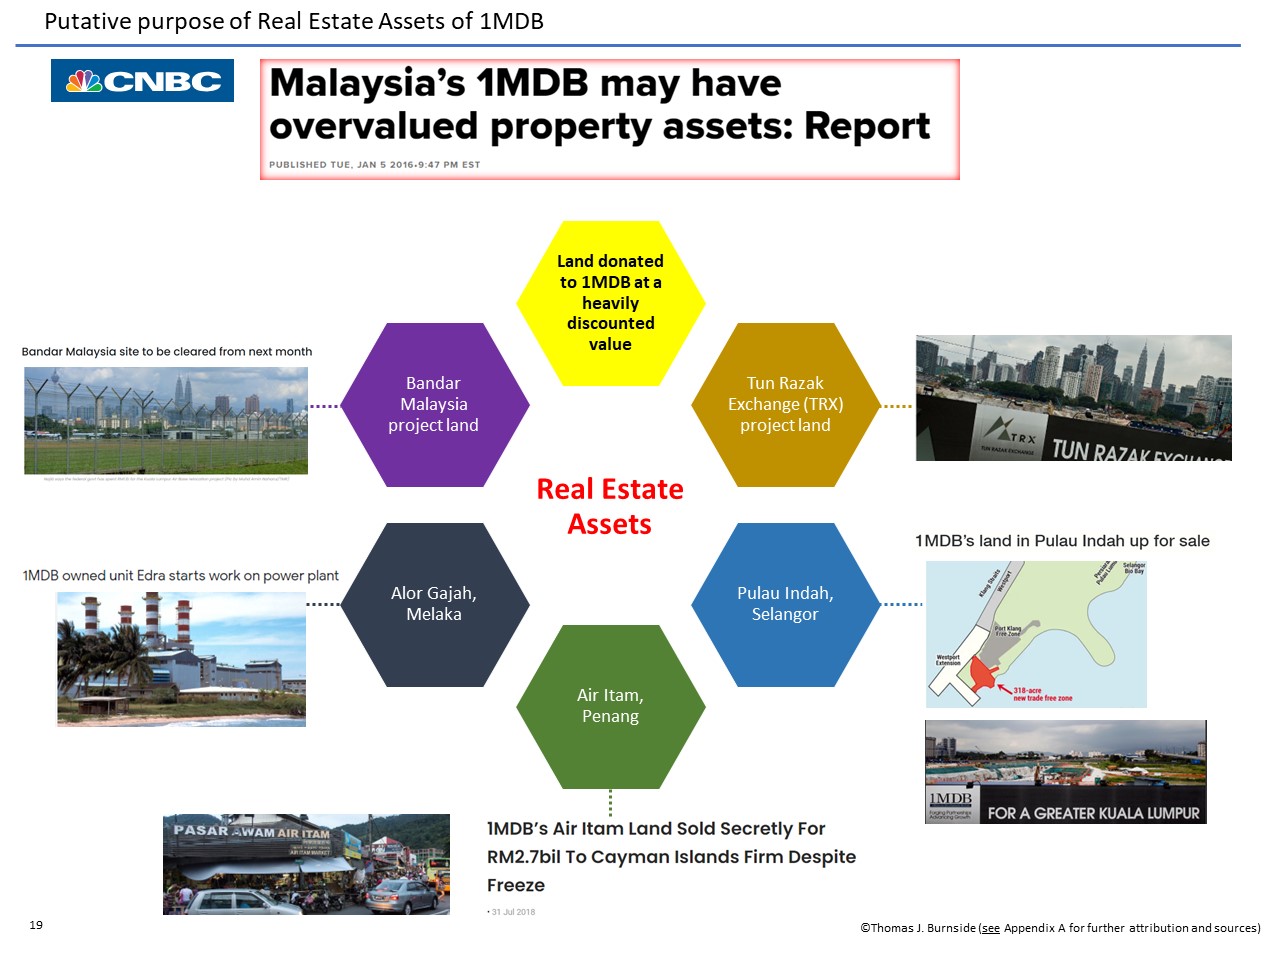 Putative purpose of Real Estate Assets of 1MDB
CNBC
Malaysia's 1MDB may have
overvalued property assets: Report
PUBLISHED TUE, JAN 5 2016•9:47 PM EST
Land donated
to 1MDB at a
heavily
discounted
value
Bandar Malaysia site to be cleared from next month
Bandar
Malaysia
project land
Tun Razak
Exchange (TRX)
project land
TRX
TUN RAZAK EXCHANGE
TUN RAZAK EXCHANGE
Real Estate
Assets
1MDB owned unit Edra starts work on power plant
Alor Gajah,
Melaka
Pulau Indah,
Selangor
1MDB's land in Pulau Indah up for sale
Klang Straits
Westport
Selangor
Bio Bay
Port Klang
Free Zone
Westport
Extension
318-acre
new trade free zone
Air Itam,
Penang
1MDB
FOR A GREATER KUALA LUMPUR
PASAR AWAM AIR ITAM
AIR ITAM MARKET
1MDB's Air Itam Land Sold Secretly For
RM2.7bil To Cayman Islands Firm Despite
Freeze
• 31 Jul 2018
19
©Thomas J. Burnside (see Appendix A for further attribution and sources)